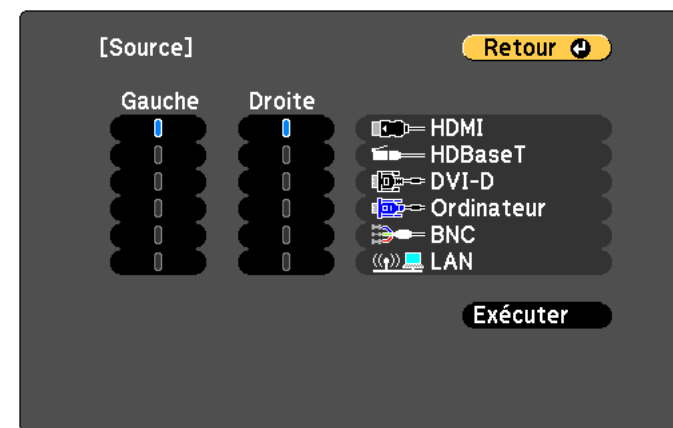 [Source] Retour
Gauche Droite
HDMI
HDBaseT
DVI-D
Ordinateur
BNC
LAN
Exécuter